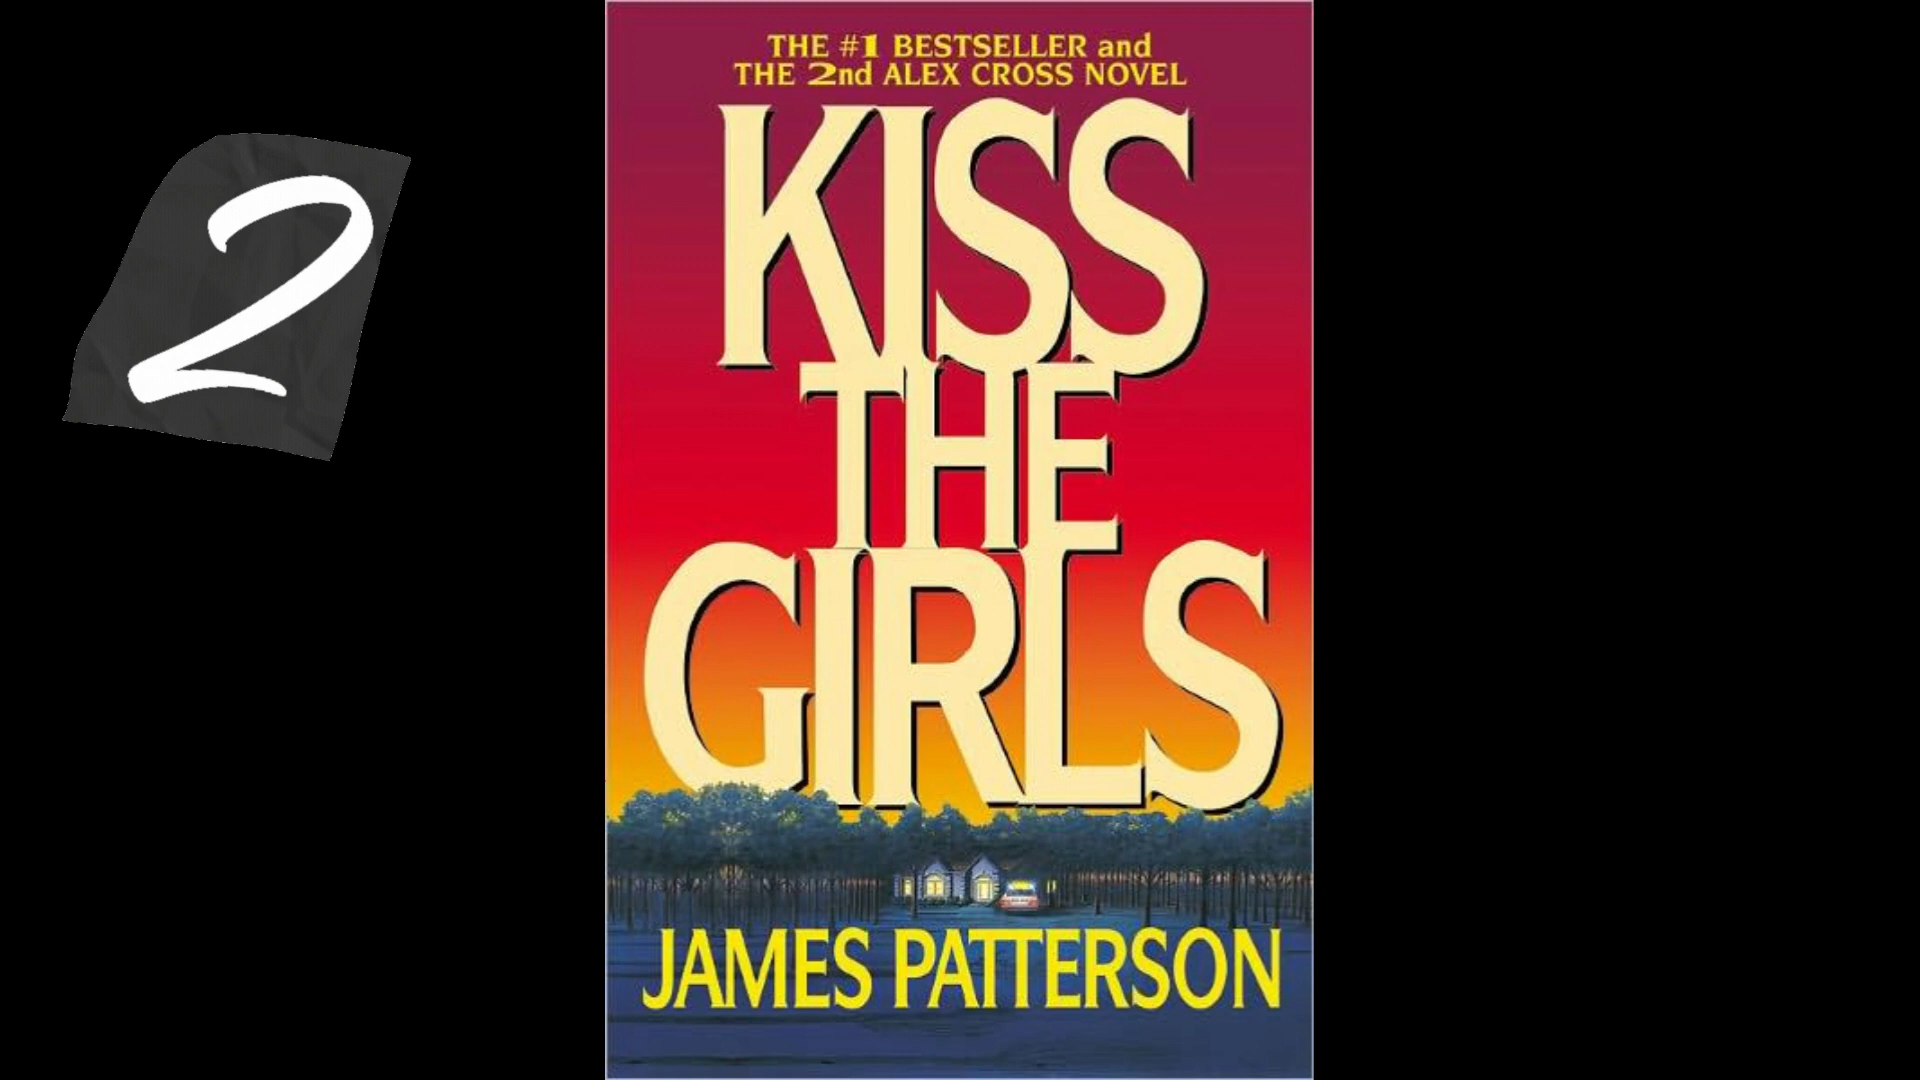 2
THE #1 BESTSELLER and
THE 2nd ALEX CROSS NOVEL
KISS
THE
GIRLS
JAMES PATTERSON